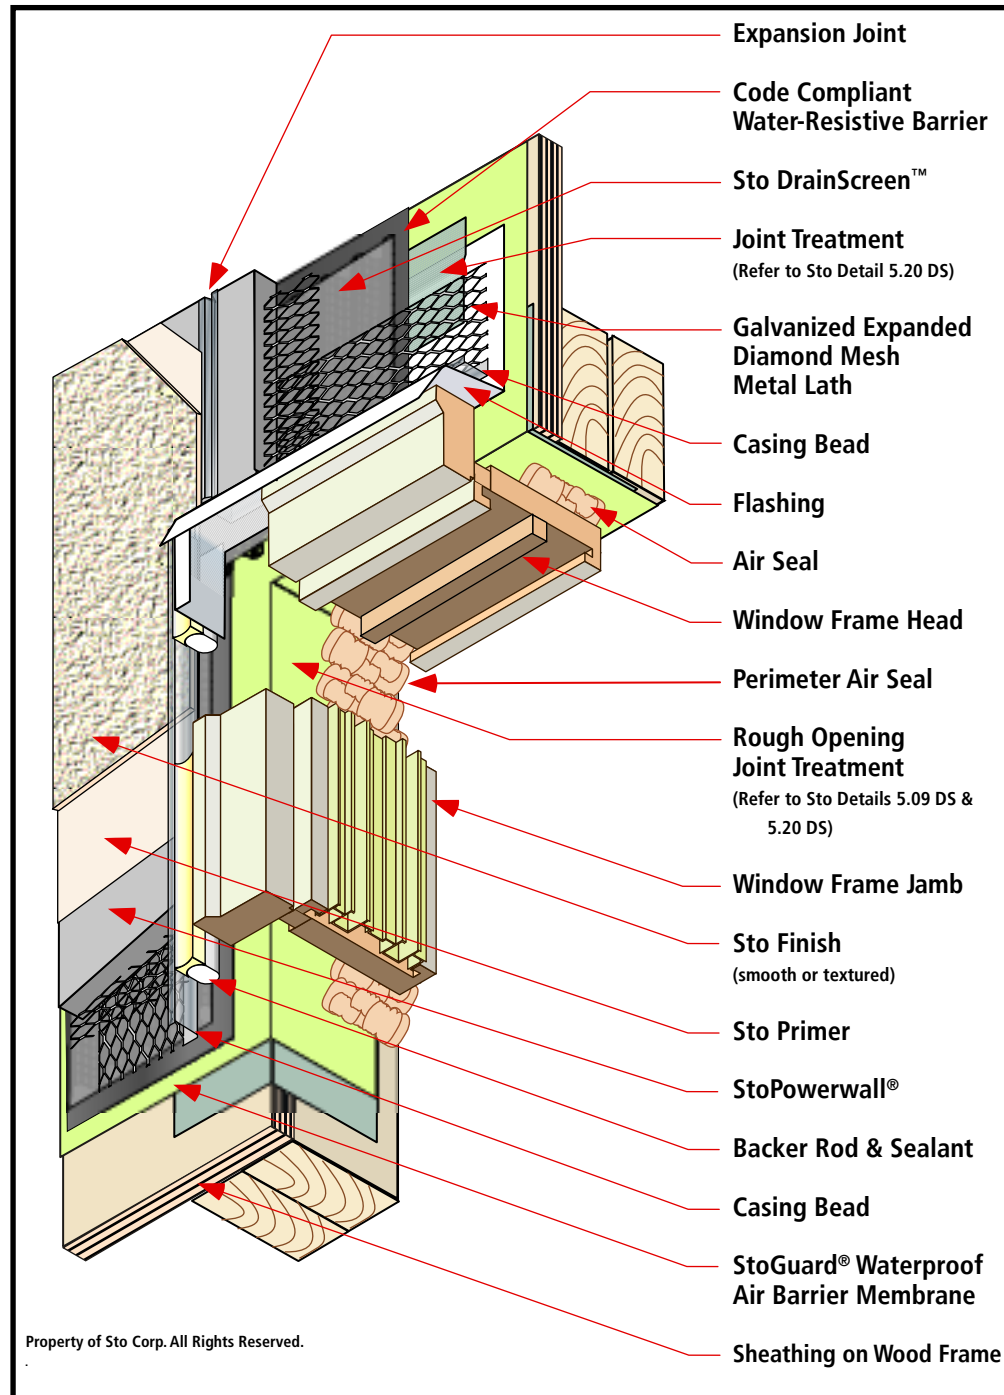 Expansion Joint
Code Compliant
Water-Resistive Barrier
Sto DrainScreen™
Joint Treatment
(Refer to Sto Detail 5.20 DS)
Galvanized Expanded
Diamond Mesh
Metal Lath
Casing Bead
Flashing
Air Seal
Window Frame Head
Perimeter Air Seal
Rough Opening
Joint Treatment
(Refer to Sto Details 5.09 DS &
5.20 DS)
Window Frame Jamb
Sto Finish
(smooth or textured)
Sto Primer
StoPowerwall®
Backer Rod & Sealant
Casing Bead
StoGuard® Waterproof
Air Barrier Membrane
Sheathing on Wood Frame
Property of Sto Corp. All Rights Reserved.
.